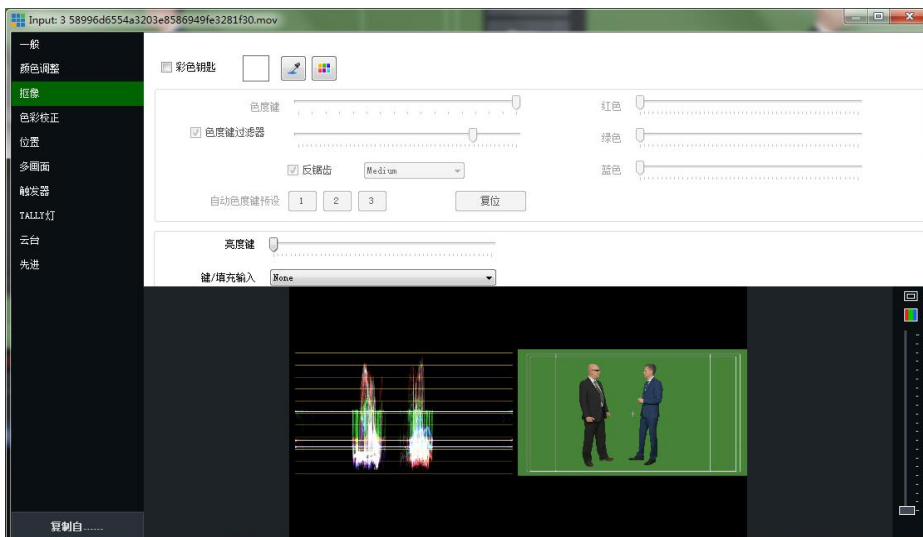 Input: 3 58996d6554a3203e8586949fe3281f30.mov
一般
颜色调整
抠像
色彩校正
位置
多画面
触发器
TALLY灯
云台
先进
复制自......
彩色钥匙
色度键
色度键过滤器
反锯齿 Medium
自动色度键预设 1 2 3 复位
红色
绿色
蓝色
亮度键
键/填充输入 None